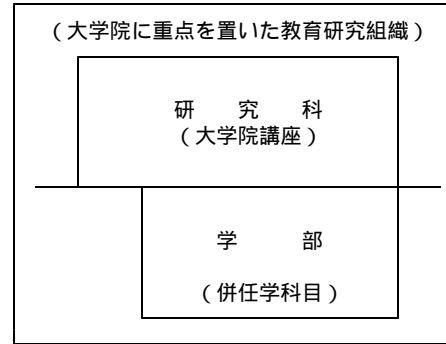 （大学院に重点を置いた教育研究組織）
研　究　科
（大学院講座）
学　　部
（併任学科目）